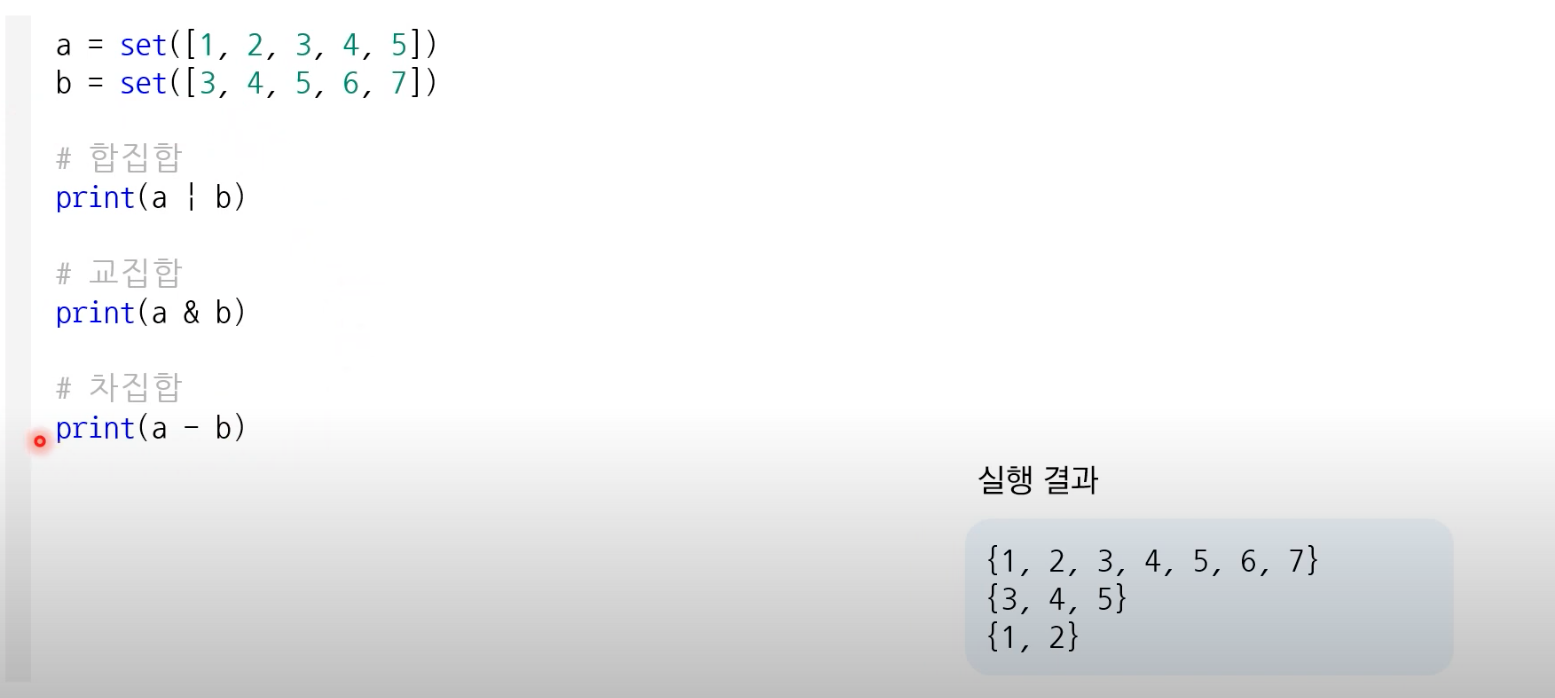 a = set([1, 2, 3, 4, 5])
b = set([3, 4, 5, 6, 7])
# 합집합
print(a | b)
# 교집합
print(a & b)
# 차집합
print(a - b)
실행 결과
{1, 2, 3, 4, 5, 6, 7}
{3, 4, 5}
{1, 2}